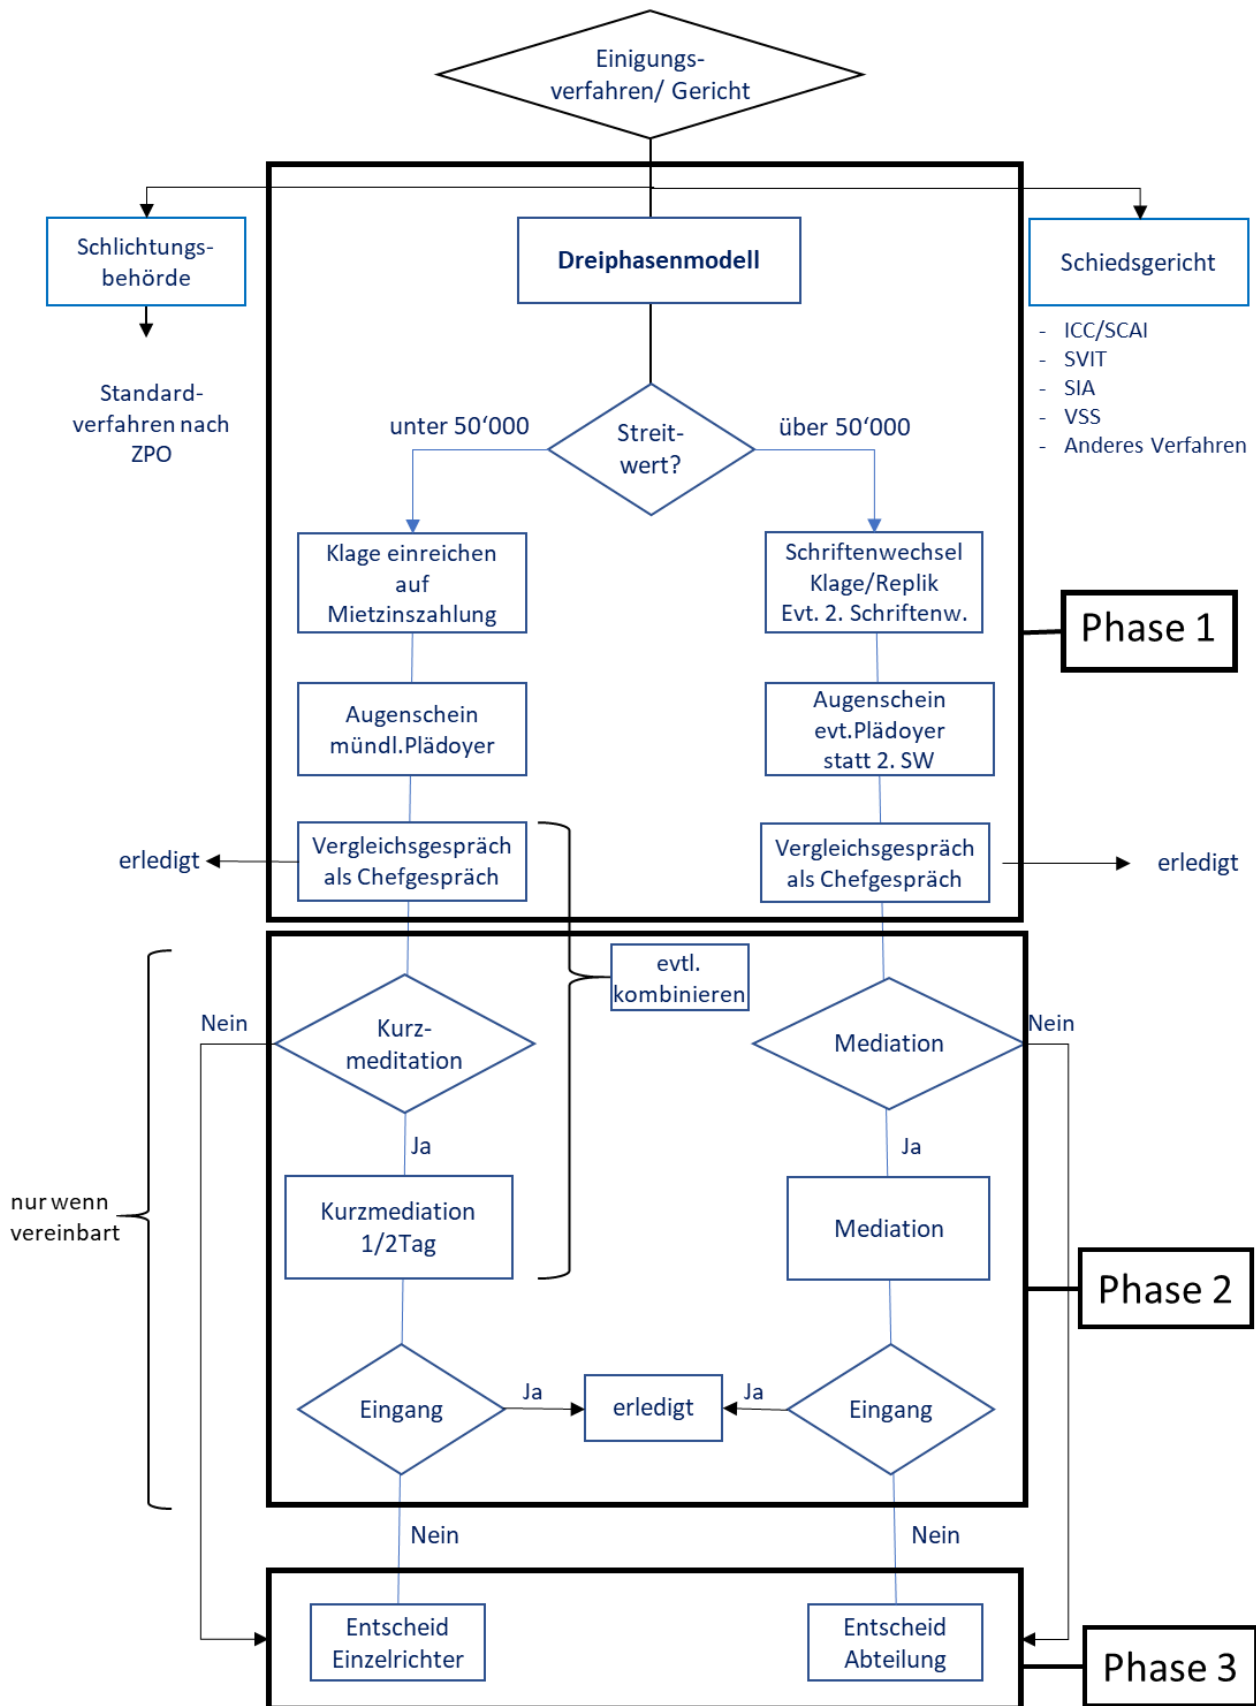 Einigungs-
verfahren/ Gericht
Schlichtungs-
behörde
Dreiphasenmodell
Schiedsgericht
- ICC/SCAI
- SVIT
- SIA
- VSS
- Anderes Verfahren
Standard-
verfahren nach
ZPO
unter 50‘000
Streit-
wert?
über 50‘000
Klage einreichen
auf
Mietzinszahlung
Schriftenwechsel
Klage/Replik
Evt. 2. Schriftenw.
Phase 1
Augenschein
mündl.Plädoyer
Augenschein
evt.Plädoyer
statt 2. SW
erledigt
Vergleichsgespräch
als Chefgespräch
Vergleichsgespräch
als Chefgespräch
erledigt
evtl.
kombinieren
Nein
Kurz-
meditation
Mediation
Nein
Ja
Ja
nur wenn
vereinbart
Kurzmediation
1/2Tag
Mediation
Phase 2
Eingang
Ja
erledigt
Ja
Eingang
Nein
Nein
Entscheid
Einzelrichter
Entscheid
Abteilung
Phase 3